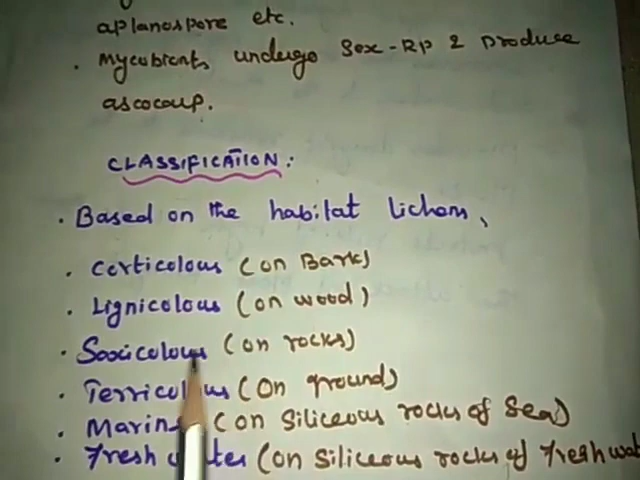 aplanospore etc.
. Mycobionts undergo Sex-RP & Produce
ascocarp.
CLASSIFICATION:
. Based on the habitat lichens,
. Corticolous (on Bark)
. Lignicolous (on wood)
. Saxicolous (on rocks)
. Terricolous (On ground)
. Marine (on Siliceous rocks of Sea)
. Fresh water (on Siliceous rocks of Fresh wat